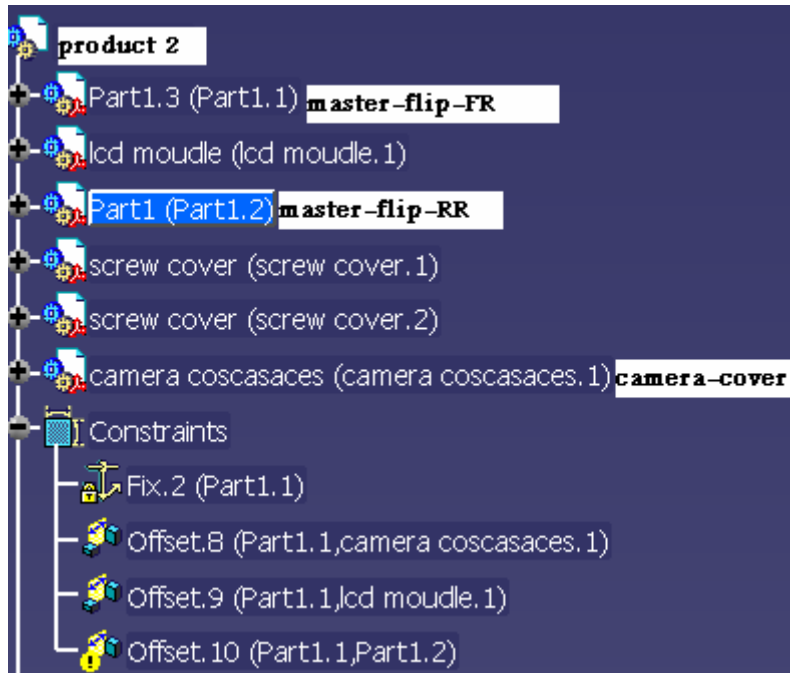 product 2
Part1.3 (Part1.1) master-flip-FR
lcd moudle (lcd moudle.1)
Part1 (Part1.2) master-flip-RR
screw cover (screw cover.1)
screw cover (screw cover.2)
camera coscasaces (camera coscasaces.1) camera-cover
Constraints
Fix.2 (Part1.1)
Offset.8 (Part1.1,camera coscasaces.1)
Offset.9 (Part1.1,lcd moudle.1)
Offset.10 (Part1.1,Part1.2)